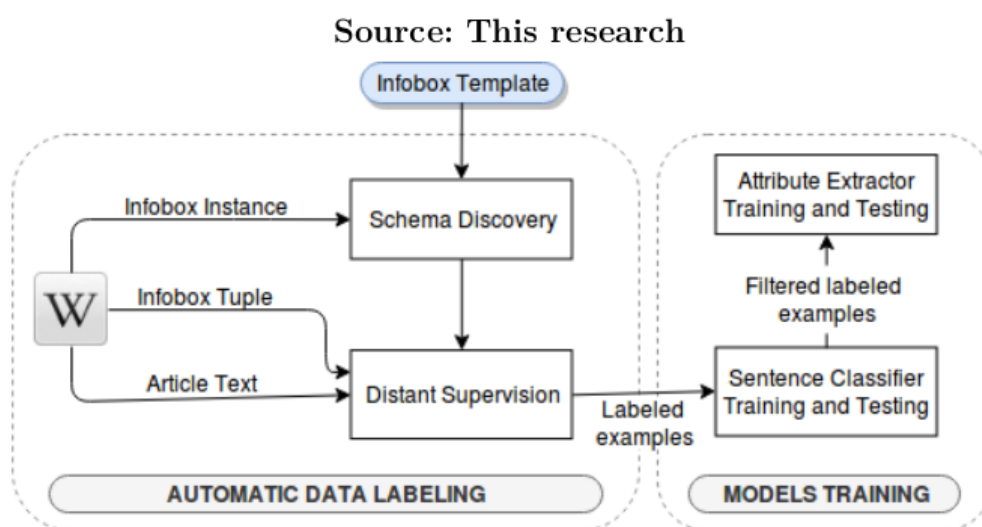 Source: This research
Infobox Template
Infobox Instance
Schema Discovery
Attribute Extractor
Training and Testing
W
Infobox Tuple
Filtered labeled
examples
Article Text
Distant Supervision
Sentence Classifier
Training and Testing
Labeled
examples
AUTOMATIC DATA LABELING
MODELS TRAINING